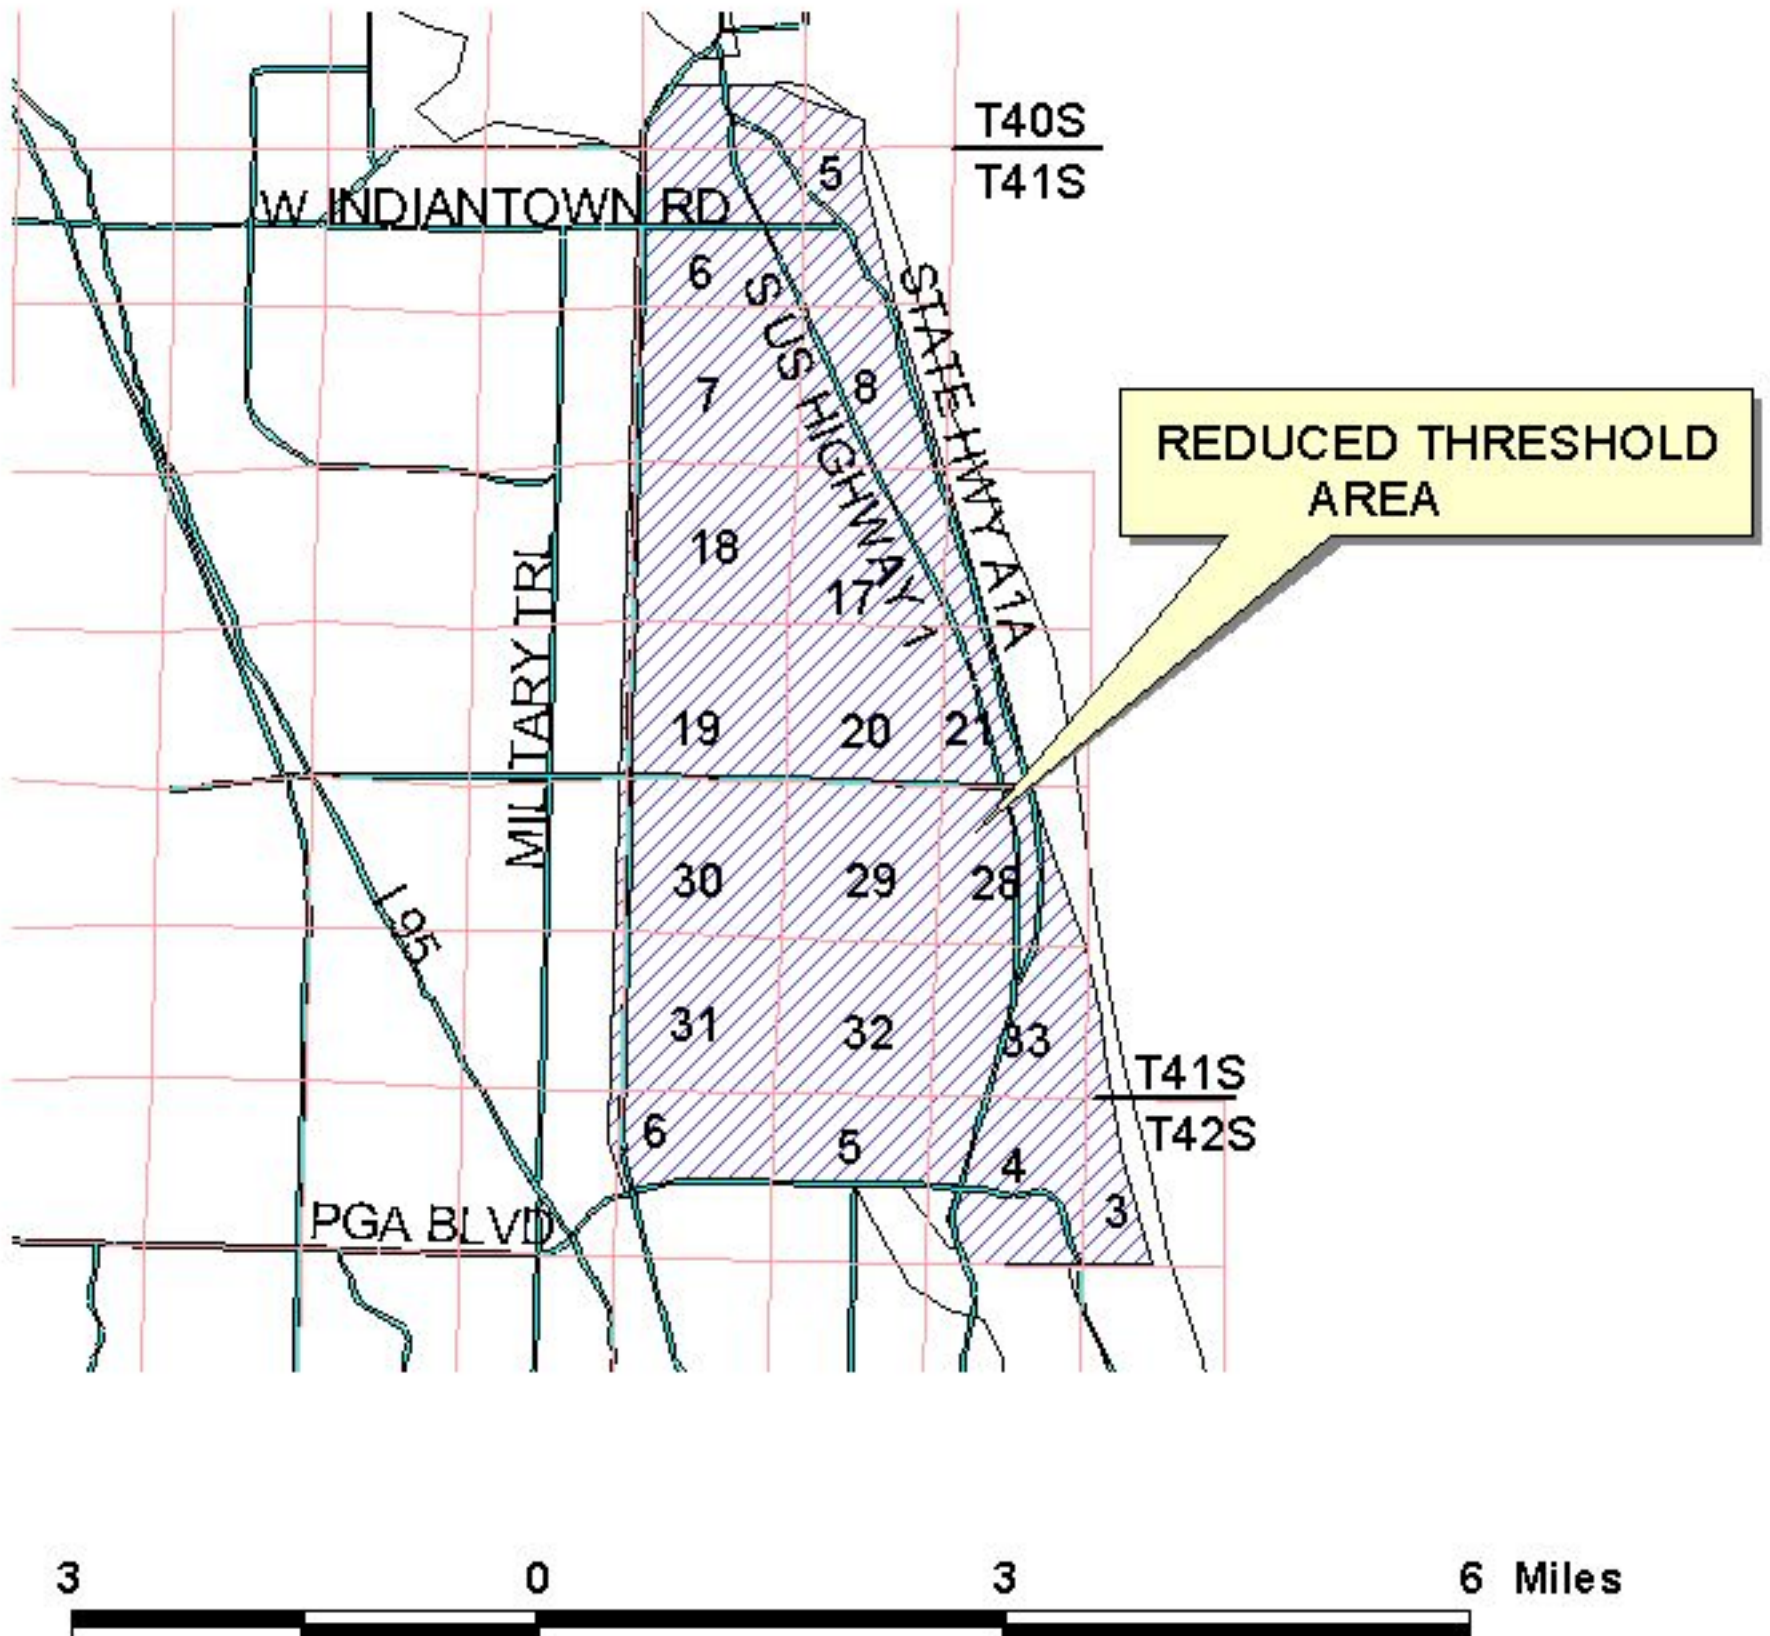 T40S
T41S
5
W INDIANTOWN RD
6
S US HIGHWAY 1
STATE HWY A1A
7
8
REDUCED THRESHOLD
AREA
18
17
MILITARY TRL
19
20
21
30
29
28
I 95
31
32
33
T41S
T42S
6
5
4
3
PGA BLVD
3 0 3 6 Miles